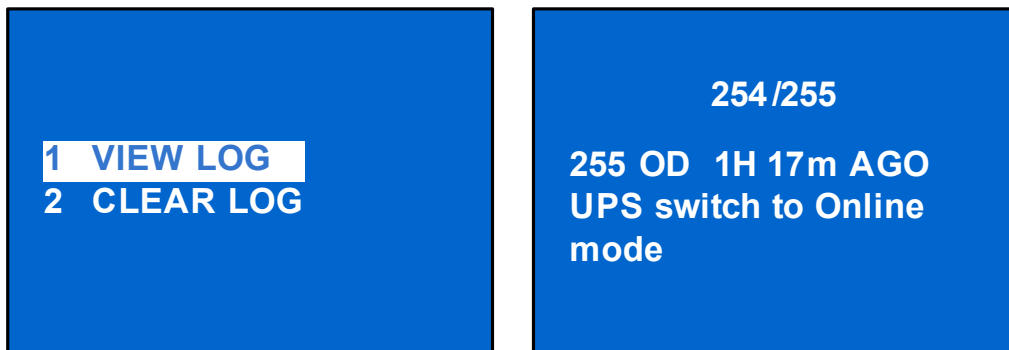 1 VIEW LOG
2 CLEAR LOG
254/255
255 OD 1H 17m AGO
UPS switch to Online
mode